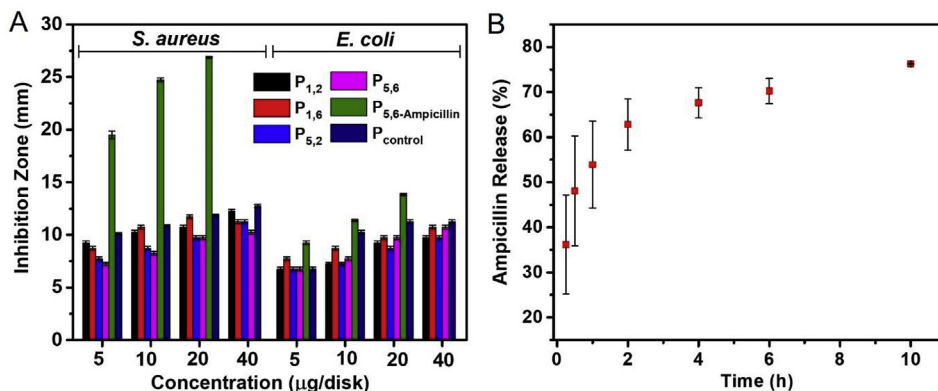 A
30
25
20
15
10
5
0
Inhibition Zone (mm)
S. aureus
E. coli
P1,2
P5,6
P1,6
P5,6-Ampicillin
P5,2
Pcontrol
5 10 20 40 5 10 20 40
Concentration (μg/disk)
B
80
70
60
50
40
30
20
Ampicillin Release (%)
0 2 4 6 8 10
Time (h)